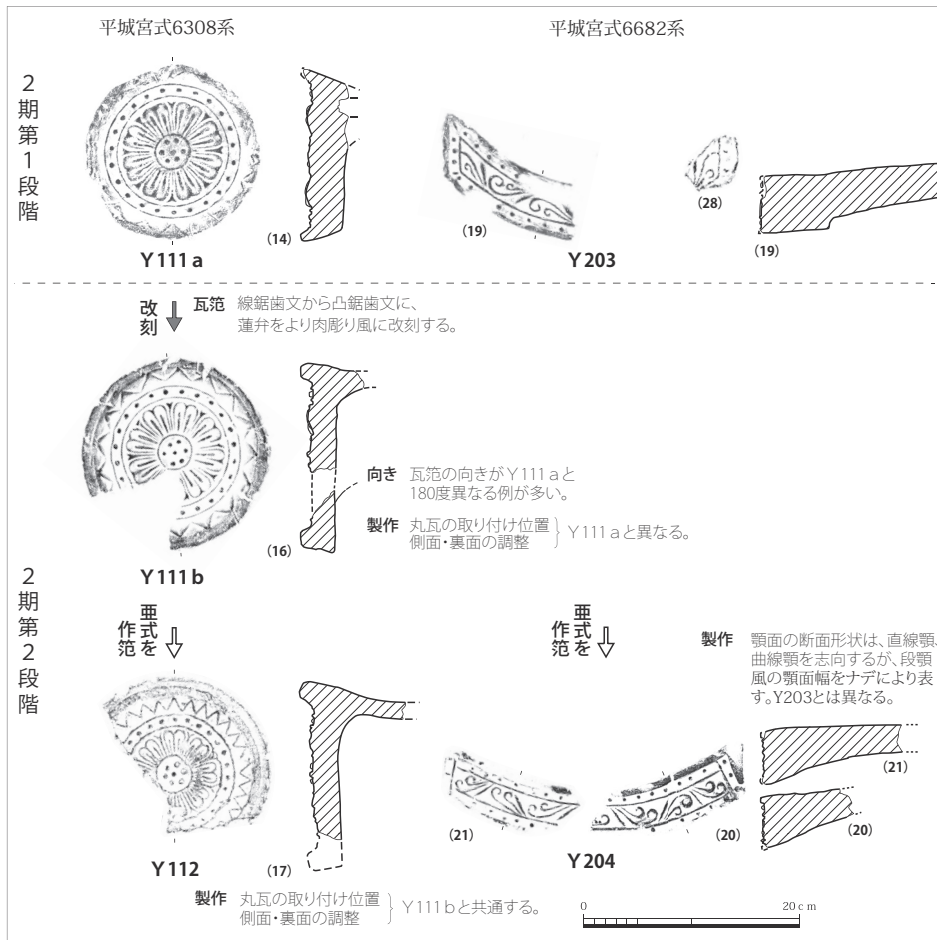 平城宮式6308系
平城宮式6682系
2期第1段階
(14)
Y111a
(19)
(28)
Y203
(19)
改刻
瓦笵 線鋸歯文から凸鋸歯文に、
蓮弁をより肉彫り風に改刻する。
向き 瓦笵の向きがY111aと
180度異なる例が多い。
製作 丸瓦の取り付け位置
側面・裏面の調整
Y111aと異なる。
(16)
Y111b
2期第2段階
亜式を
作笵
亜式を
作笵
製作 顎面の断面形状は、直線顎、
曲線顎を志向するが、段顎
風の顎面幅をナデにより表
す。Y203とは異なる。
(21)
(20)
(21)
(20)
Y204
(17)
Y112
製作 丸瓦の取り付け位置
側面・裏面の調整
Y111bと共通する。
0 20cm